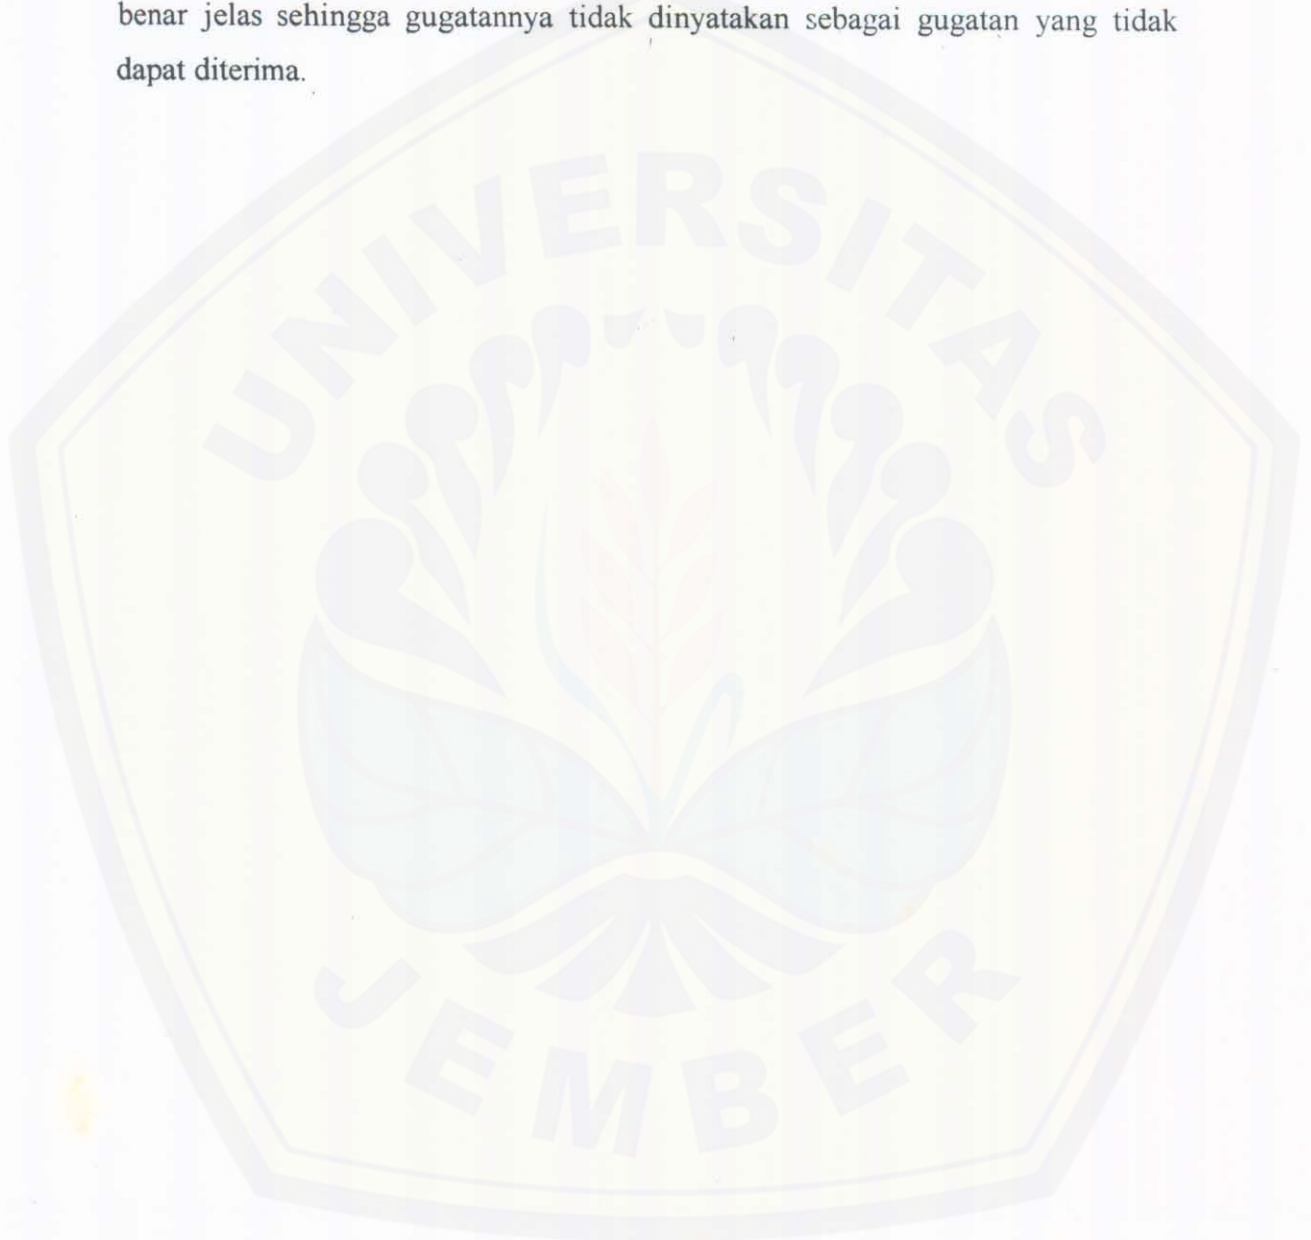 benar jelas sehingga gugatannya tidak dinyatakan sebagai gugatan yang tidak
dapat diterima.
UNIVERSITAS
JEMBER